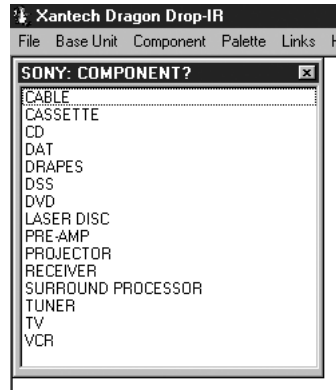 Xantech Dragon Drop-IR
File Base Unit Component Palette Links
SONY: COMPONENT?
CABLE
CASSETTE
CD
DAT
DRAPES
DSS
DVD
LASER DISC
PRE-AMP
PROJECTOR
RECEIVER
SURROUND PROCESSOR
TUNER
TV
VCR